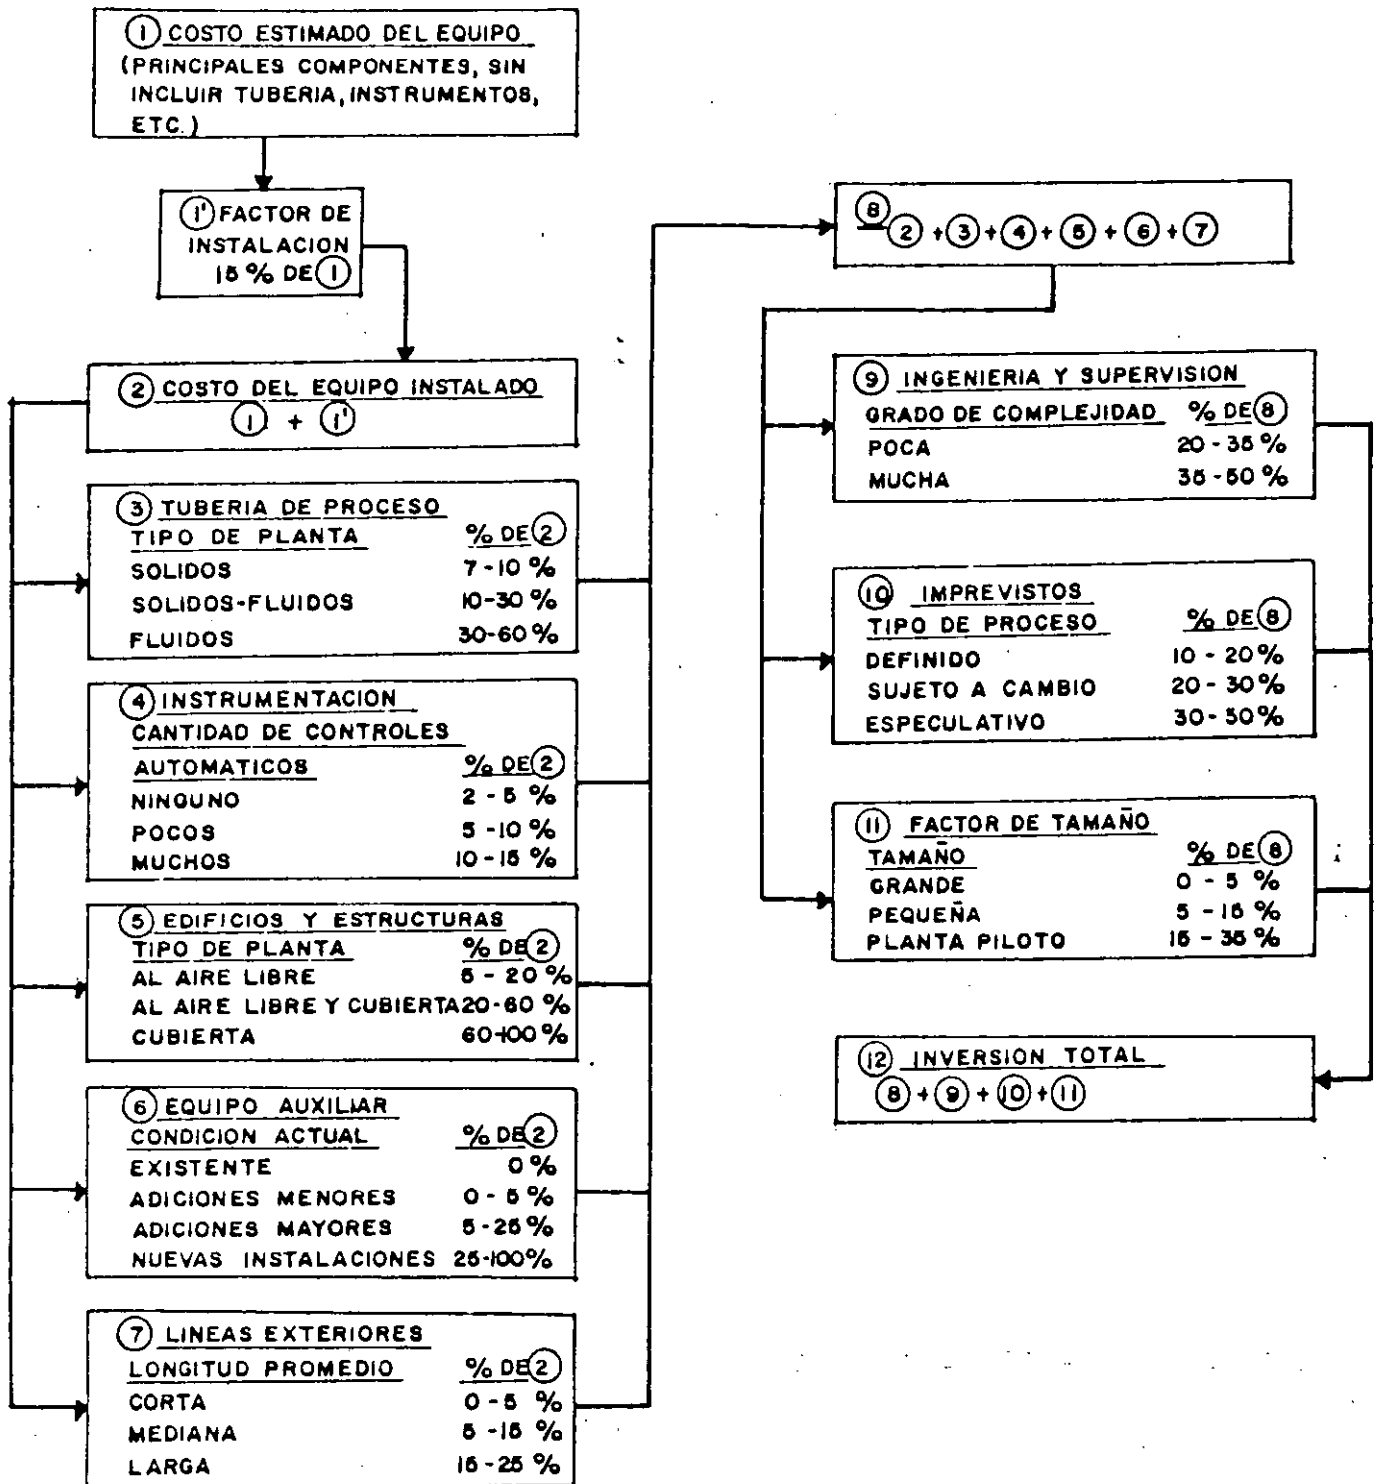 ① COSTO ESTIMADO DEL EQUIPO
(PRINCIPALES COMPONENTES, SIN
INCLUIR TUBERIA, INSTRUMENTOS,
ETC.)
①' FACTOR DE
INSTALACION
15 % DE ①
② COSTO DEL EQUIPO INSTALADO
① + ①'
③ TUBERIA DE PROCESO
TIPO DE PLANTA % DE ②
SOLIDOS 7 - 10 %
SOLIDOS-FLUIDOS 10-30 %
FLUIDOS 30-60 %
④ INSTRUMENTACION
CANTIDAD DE CONTROLES
AUTOMATICOS % DE ②
NINGUNO 2 - 5 %
POCOS 5 - 10 %
MUCHOS 10 - 15 %
⑤ EDIFICIOS Y ESTRUCTURAS
TIPO DE PLANTA % DE ②
AL AIRE LIBRE 5 - 20 %
AL AIRE LIBRE Y CUBIERTA 20-60 %
CUBIERTA 60-100 %
⑥ EQUIPO AUXILIAR
CONDICION ACTUAL % DE ②
EXISTENTE 0 %
ADICIONES MENORES 0 - 5 %
ADICIONES MAYORES 5 - 25 %
NUEVAS INSTALACIONES 25-100%
⑦ LINEAS EXTERIORES
LONGITUD PROMEDIO % DE ②
CORTA 0 - 5 %
MEDIANA 5 - 15 %
LARGA 15 - 25 %
⑧ ② + ③ + ④ + ⑤ + ⑥ + ⑦
⑨ INGENIERIA Y SUPERVISION
GRADO DE COMPLEJIDAD % DE ⑧
POCA 20 - 35 %
MUCHA 35 - 50 %
⑩ IMPREVISTOS
TIPO DE PROCESO % DE ⑧
DEFINIDO 10 - 20 %
SUJETO A CAMBIO 20 - 30 %
ESPECULATIVO 30 - 50 %
⑪ FACTOR DE TAMAÑO
TAMAÑO % DE ⑧
GRANDE 0 - 5 %
PEQUEÑA 5 - 15 %
PLANTA PILOTO 15 - 35 %
⑫ INVERSION TOTAL
⑧ + ⑨ + ⑩ + ⑪